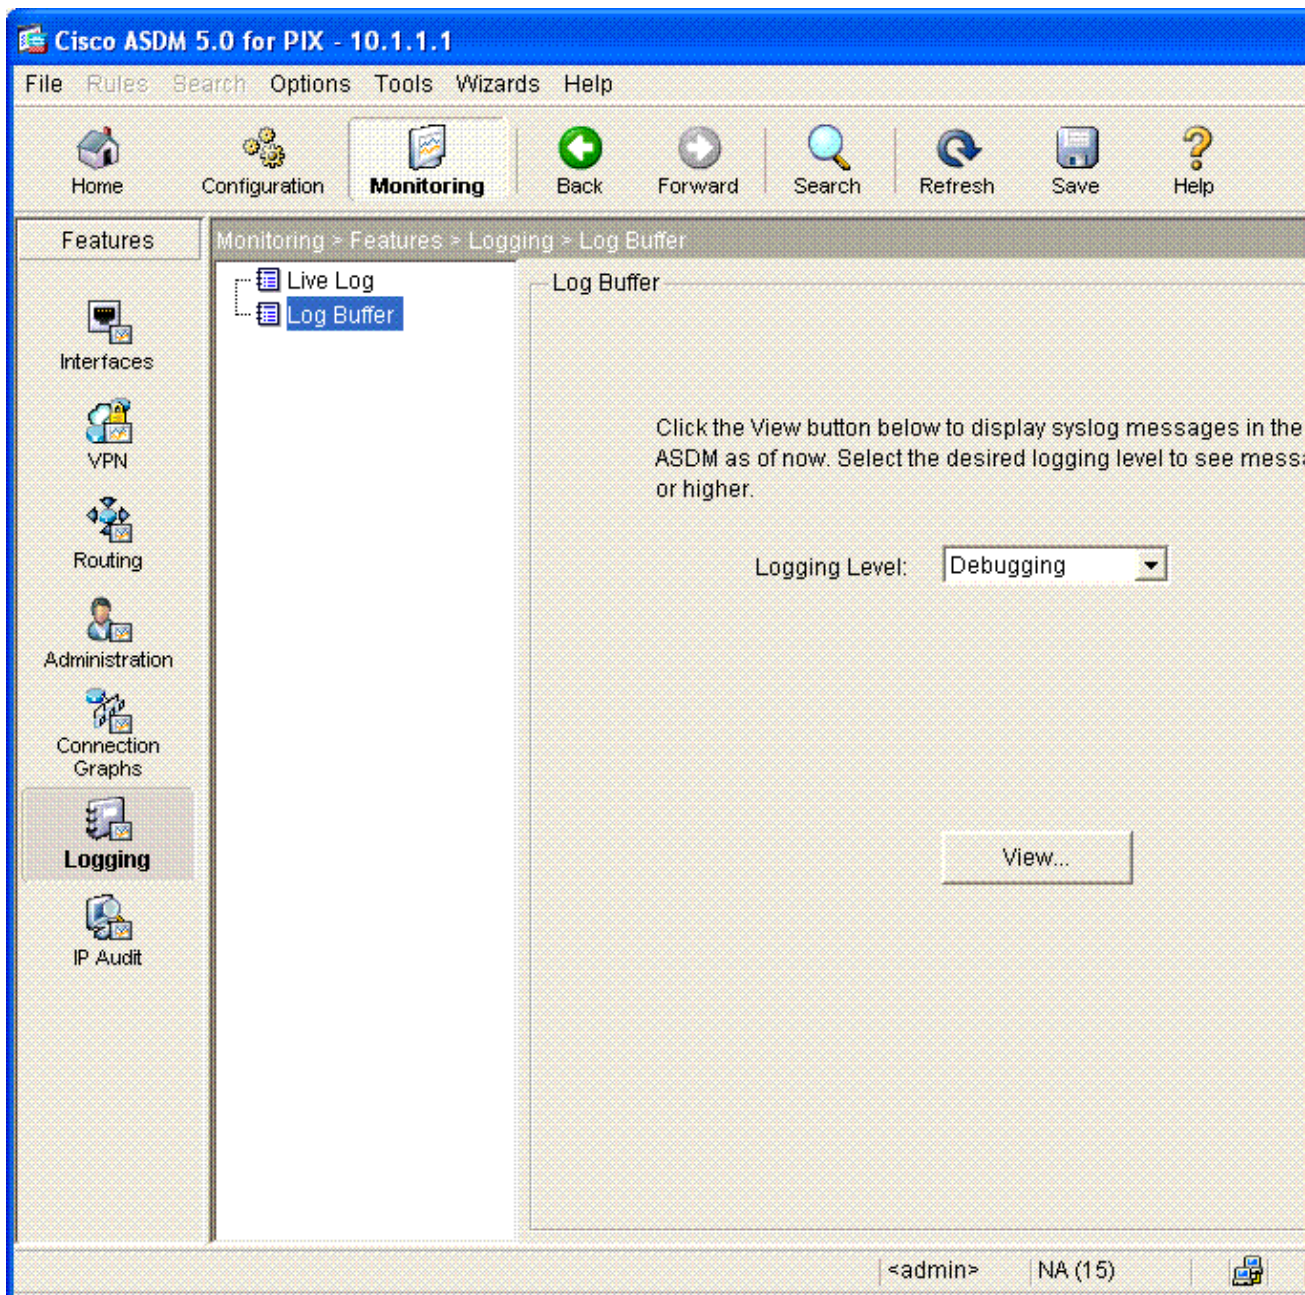 Cisco ASDM 5.0 for PIX - 10.1.1.1
File Rules Search Options Tools Wizards Help
Home Configuration Monitoring Back Forward Search Refresh Save Help
Features
Monitoring > Features > Logging > Log Buffer
Interfaces
VPN
Routing
Administration
Connection
Graphs
Logging
IP Audit
Live Log
Log Buffer
Log Buffer
Click the View button below to display syslog messages in the
ASDM as of now. Select the desired logging level to see messa
or higher.
Logging Level: Debugging
View...
<admin> NA (15)